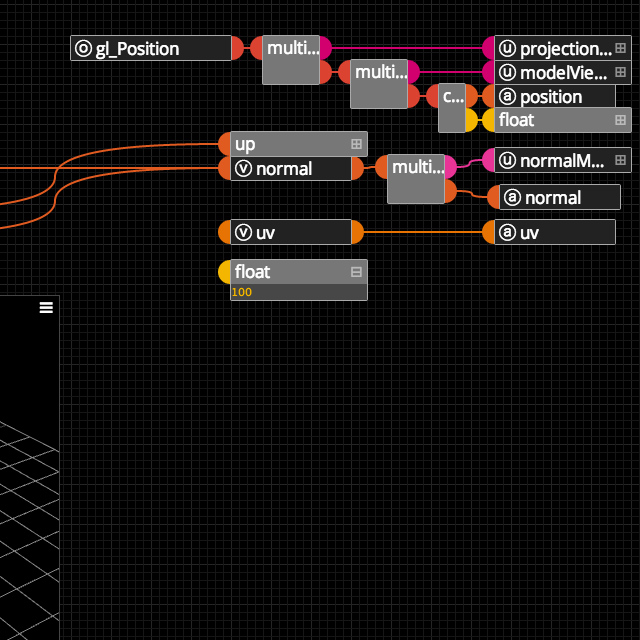 o gl_Position
multi...
u projection...
multi...
u modelVie...
c...
a position
float
up
v normal
multi...
u normalM...
a normal
v uv
a uv
float
100